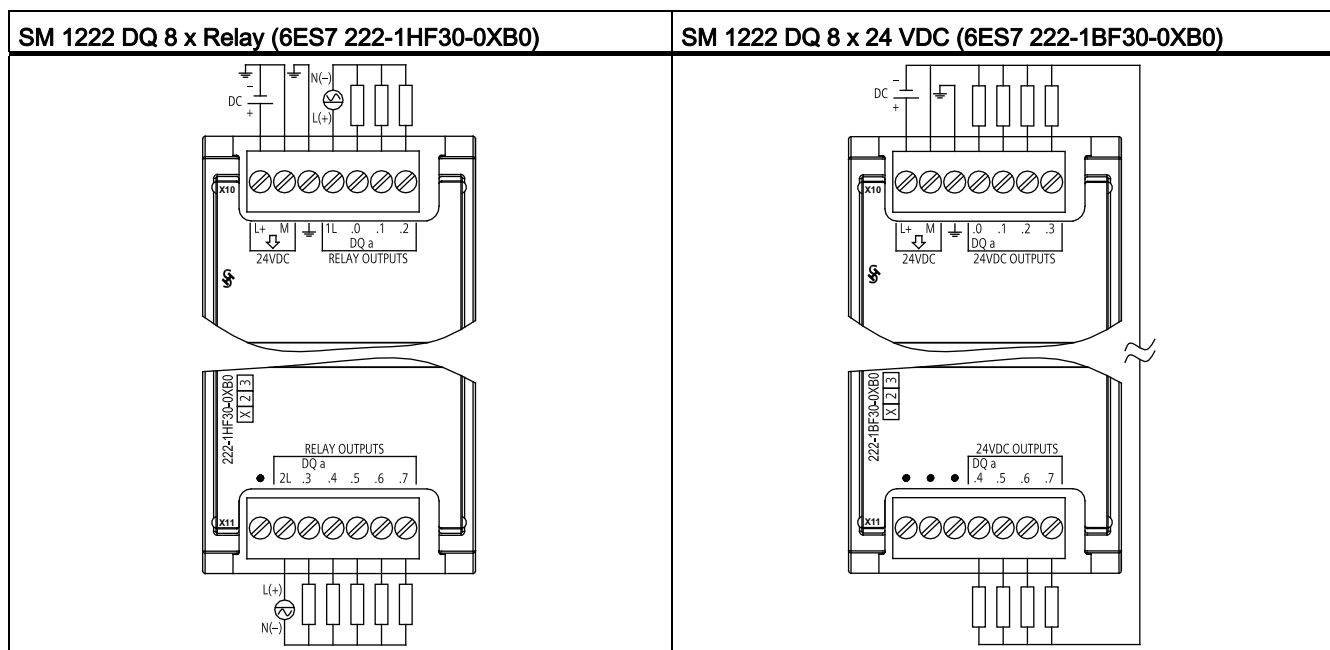 SM 1222 DQ 8 x Relay (6ES7 222-1HF30-0XB0)
N(–)
–
DC
+
L(+)
X10
L+ M 1L .0 .1 .2
DQ a
24VDC RELAY OUTPUTS
222-1HF30-0XB0
X 2 3
RELAY OUTPUTS
DQ a
2L .3 .4 .5 .6 .7
X11
L(+)
N(–)
SM 1222 DQ 8 x 24 VDC (6ES7 222-1BF30-0XB0)
–
DC
+
X10
L+ M .0 .1 .2 .3
DQ a
24VDC 24VDC OUTPUTS
222-1BF30-0XB0
X 2 3
24VDC OUTPUTS
DQ a
.4 .5 .6 .7
X11